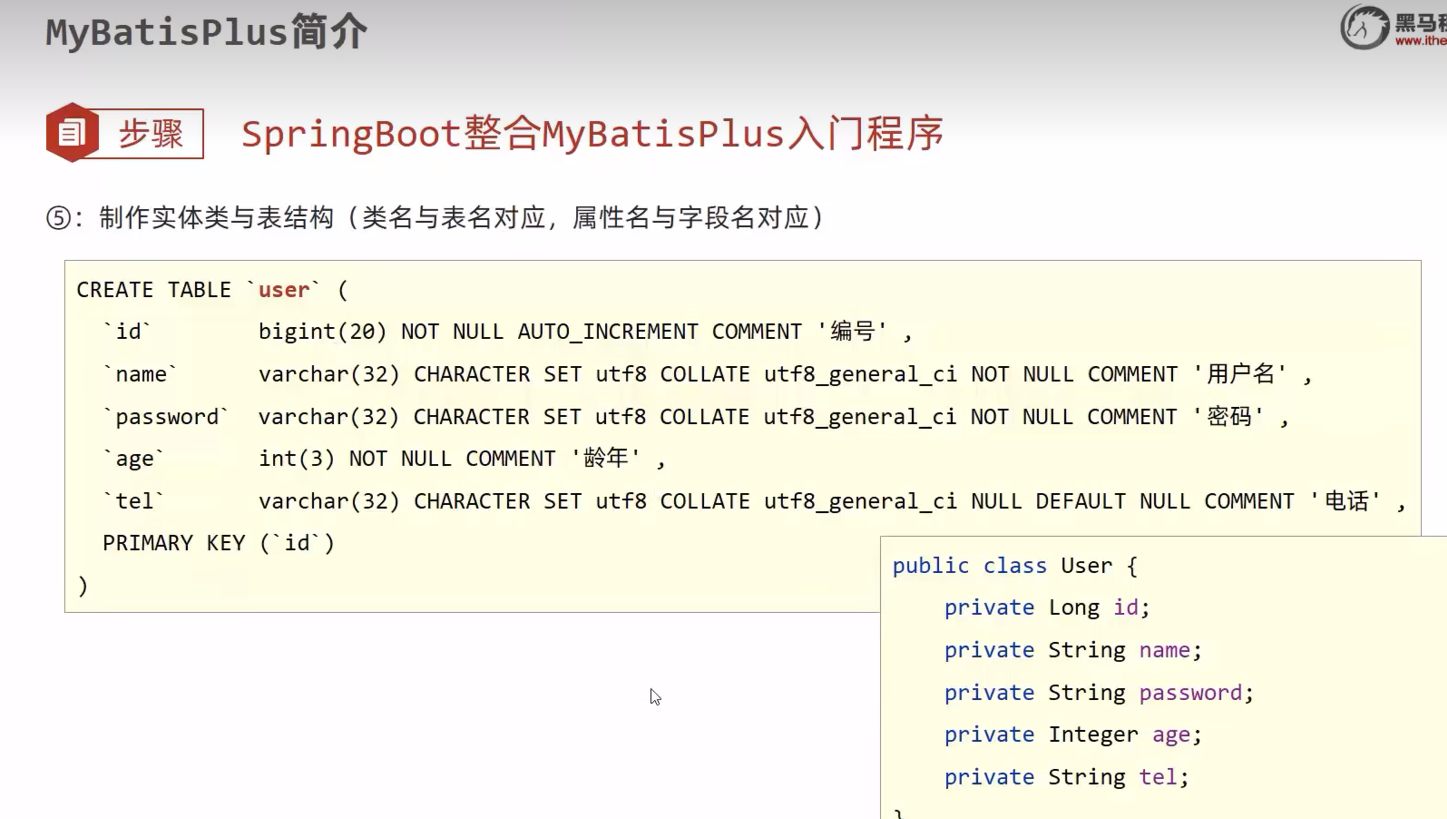 MyBatisPlus简介
黑马
www.ithe
步骤
SpringBoot整合MyBatisPlus入门程序
⑤：制作实体类与表结构（类名与表名对应，属性名与字段名对应）
CREATE TABLE `user` (
`id` bigint(20) NOT NULL AUTO_INCREMENT COMMENT '编号' ,
`name` varchar(32) CHARACTER SET utf8 COLLATE utf8_general_ci NOT NULL COMMENT '用户名' ,
`password` varchar(32) CHARACTER SET utf8 COLLATE utf8_general_ci NOT NULL COMMENT '密码' ,
`age` int(3) NOT NULL COMMENT '龄年' ,
`tel` varchar(32) CHARACTER SET utf8 COLLATE utf8_general_ci NULL DEFAULT NULL COMMENT '电话' ,
PRIMARY KEY (`id`)
)
public class User {
private Long id;
private String name;
private String password;
private Integer age;
private String tel;
}